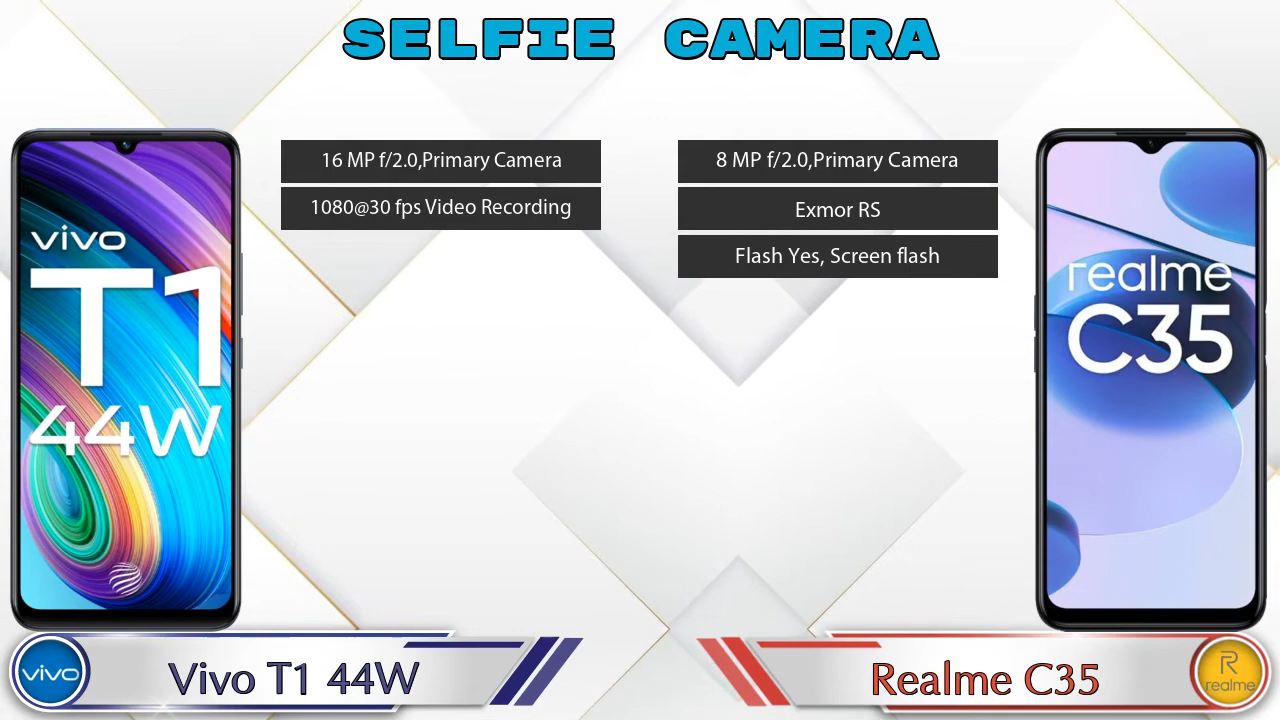 SELFIE CAMERA
16 MP f/2.0,Primary Camera
1080@30 fps Video Recording
8 MP f/2.0,Primary Camera
Exmor RS
Flash Yes, Screen flash
vivo
T1
44W
realme
C35
vivo
Vivo T1 44W
Realme C35
R
realme